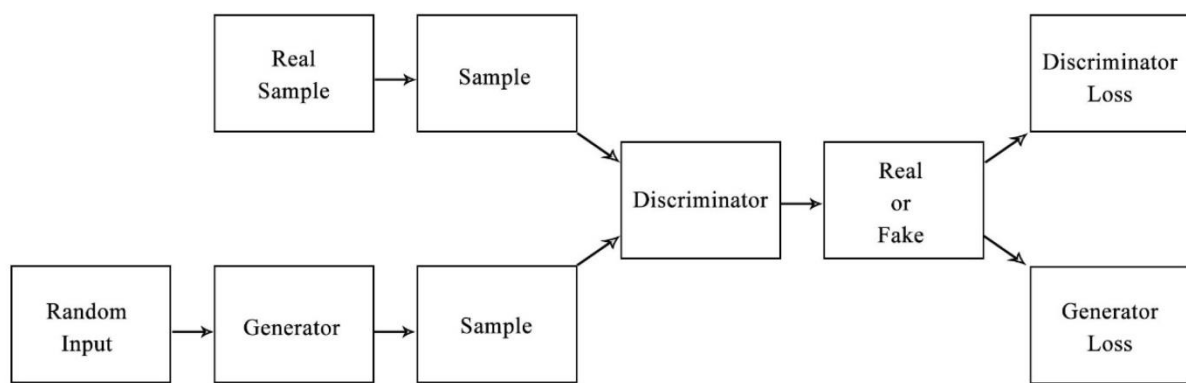 Real
Sample
Sample
Discriminator
Loss
Discriminator
Real
or
Fake
Random
Input
Generator
Sample
Generator
Loss